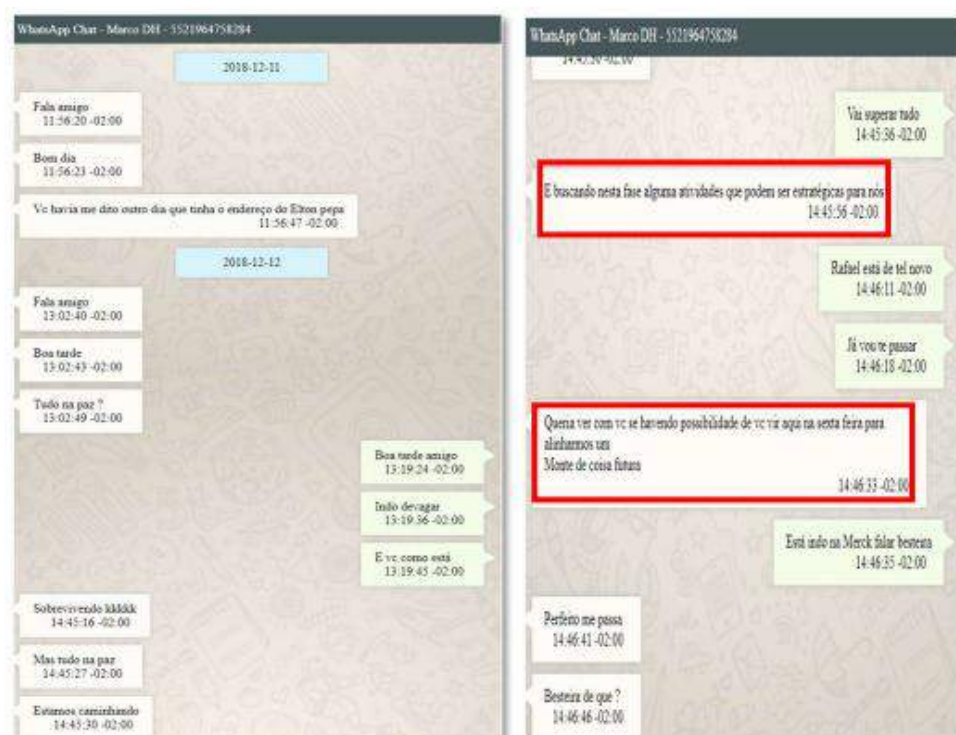 WhatsApp Chat - Marco DH - 5521964758284
2018-12-11
Fala amigo
11:56:20 -02:00
Bom dia
11:56:23 -02:00
Vc havia me dito outro dia que tinha o endereço do Elton pepa
11:56:47 -02:00
2018-12-12
Fala amigo
13:02:40 -02:00
Boa tarde
13:02:43 -02:00
Tudo na paz ?
13:02:49 -02:00
Boa tarde amigo
13:19:24 -02:00
Indo devagar
13:19:36 -02:00
E vc como está
13:19:45 -02:00
Sobrevivendo kkkkk
14:45:16 -02:00
Mas tudo na paz
14:45:27 -02:00
Estamos caminhando
14:45:30 -02:00
WhatsApp Chat - Marco DH - 5521964758284
14:45:30 -02:00
Vai superar tudo
14:45:36 -02:00
E buscando nesta fase alguma atividades que podem ser estratégicas para nós
14:45:56 -02:00
Rafael está de tel novo
14:46:11 -02:00
Já vou te passar
14:46:18 -02:00
Queria ver com vc se havendo possibilidade de vc vir aqui na sexta feira para
alinharmos um
Monte de coisa futura
14:46:33 -02:00
Está indo na Merck falar besteira
14:46:35 -02:00
Perfeito me passa
14:46:41 -02:00
Besteira de que ?
14:46:46 -02:00